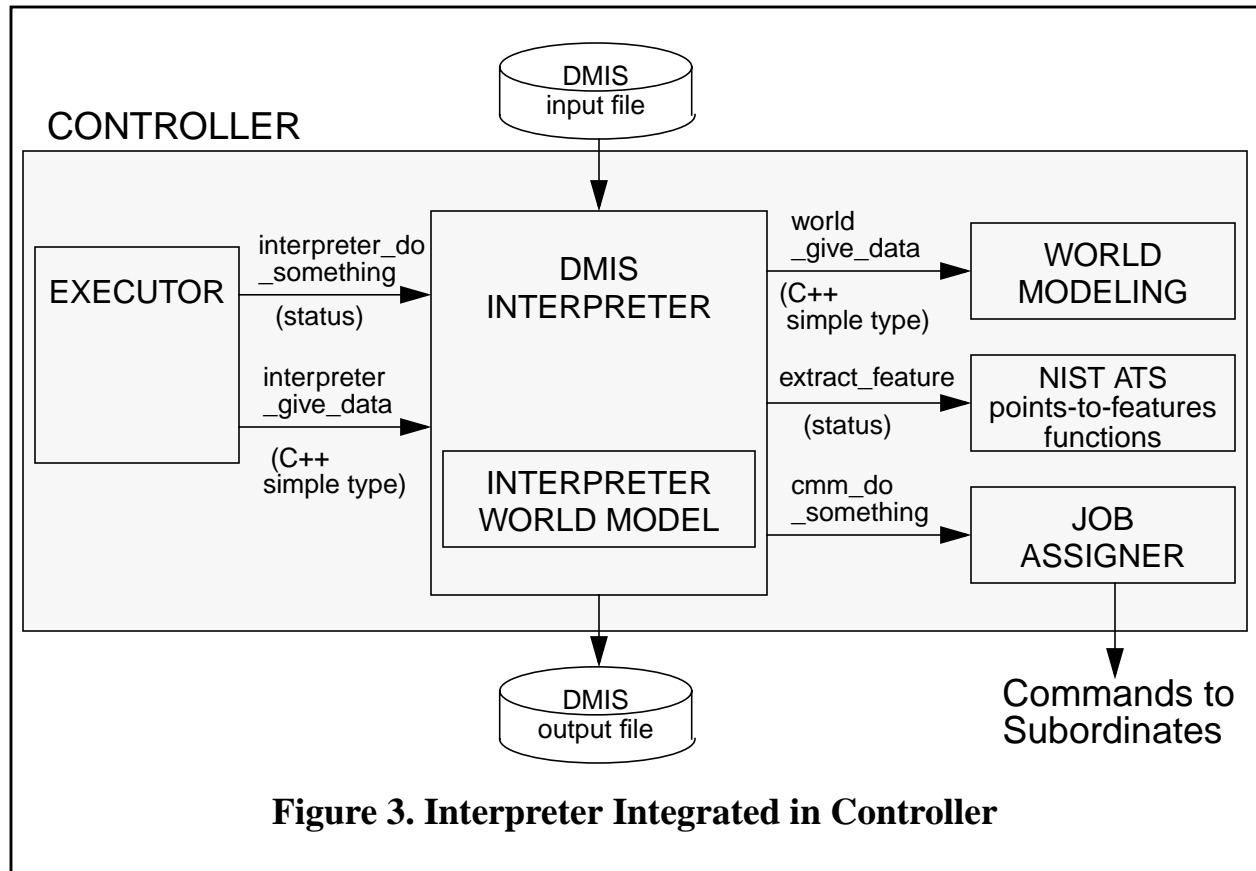 DMIS
input file
CONTROLLER
EXECUTOR
interpreter_do
_something
(status)
interpreter
_give_data
(C++
simple type)
DMIS
INTERPRETER
INTERPRETER
WORLD MODEL
world
_give_data
(C++
simple type)
extract_feature
(status)
cmm_do
_something
WORLD
MODELING
NIST ATS
points-to-features
functions
JOB
ASSIGNER
DMIS
output file
Commands to
Subordinates
Figure 3. Interpreter Integrated in Controller